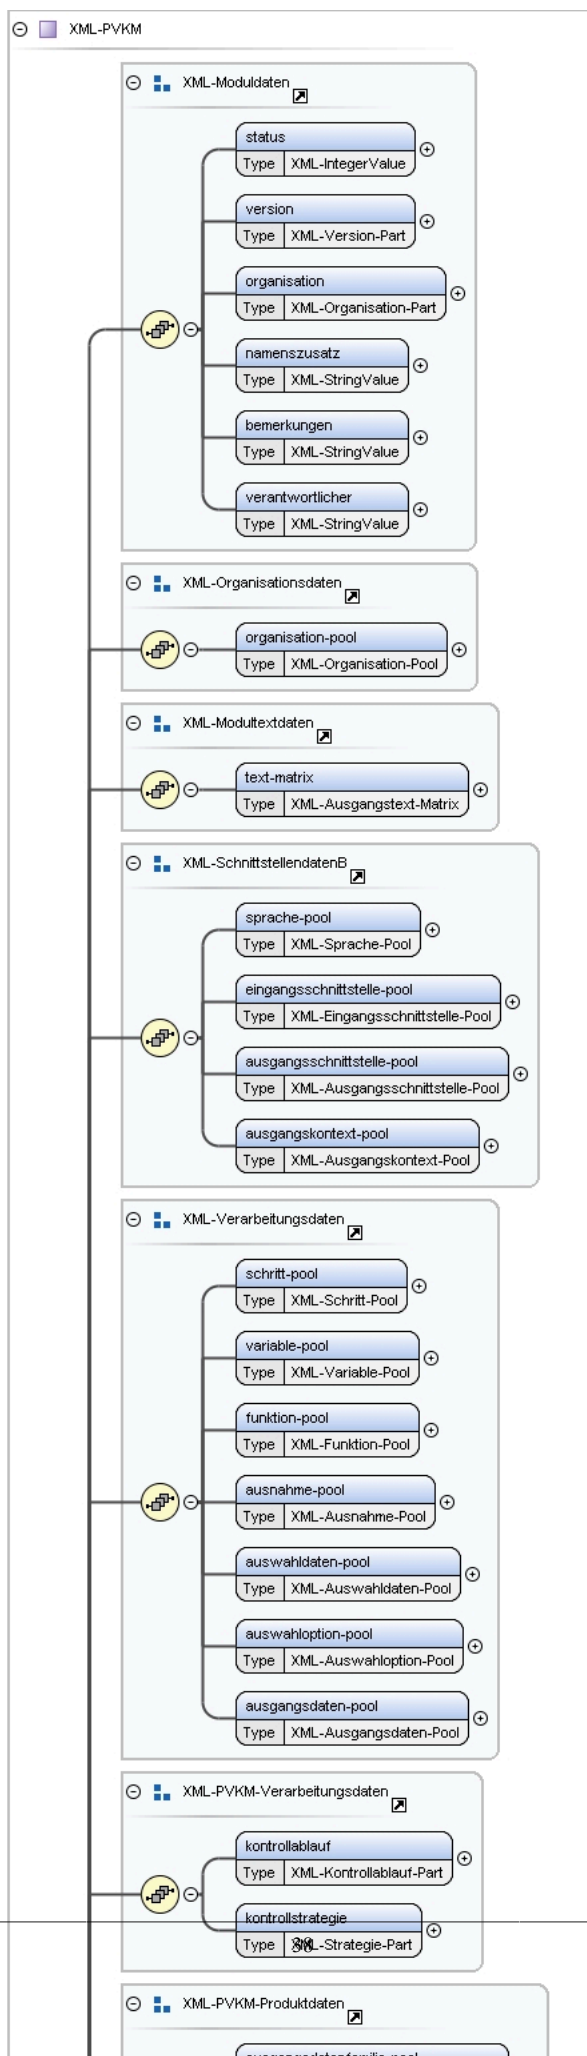 XML-PVKM
XML-Moduldaten
status
Type XML-IntegerValue
version
Type XML-Version-Part
organisation
Type XML-Organisation-Part
namenszusatz
Type XML-StringValue
bemerkungen
Type XML-StringValue
verantwortlicher
Type XML-StringValue
XML-Organisationsdaten
organisation-pool
Type XML-Organisation-Pool
XML-Modultextdaten
text-matrix
Type XML-Ausgangstext-Matrix
XML-SchnittstellendatenB
sprache-pool
Type XML-Sprache-Pool
eingangsschnittstelle-pool
Type XML-Eingangsschnittstelle-Pool
ausgangsschnittstelle-pool
Type XML-Ausgangsschnittstelle-Pool
ausgangskontext-pool
Type XML-Ausgangskontext-Pool
XML-Verarbeitungsdaten
schritt-pool
Type XML-Schritt-Pool
variable-pool
Type XML-Variable-Pool
funktion-pool
Type XML-Funktion-Pool
ausnahme-pool
Type XML-Ausnahme-Pool
auswahldaten-pool
Type XML-Auswahldaten-Pool
auswahloption-pool
Type XML-Auswahloption-Pool
ausgangsdaten-pool
Type XML-Ausgangsdaten-Pool
XML-PVKM-Verarbeitungsdaten
kontrollablauf
Type XML-Kontrollablauf-Part
kontrollstrategie
Type XML-Strategie-Part
38
XML-PVKM-Produktdaten